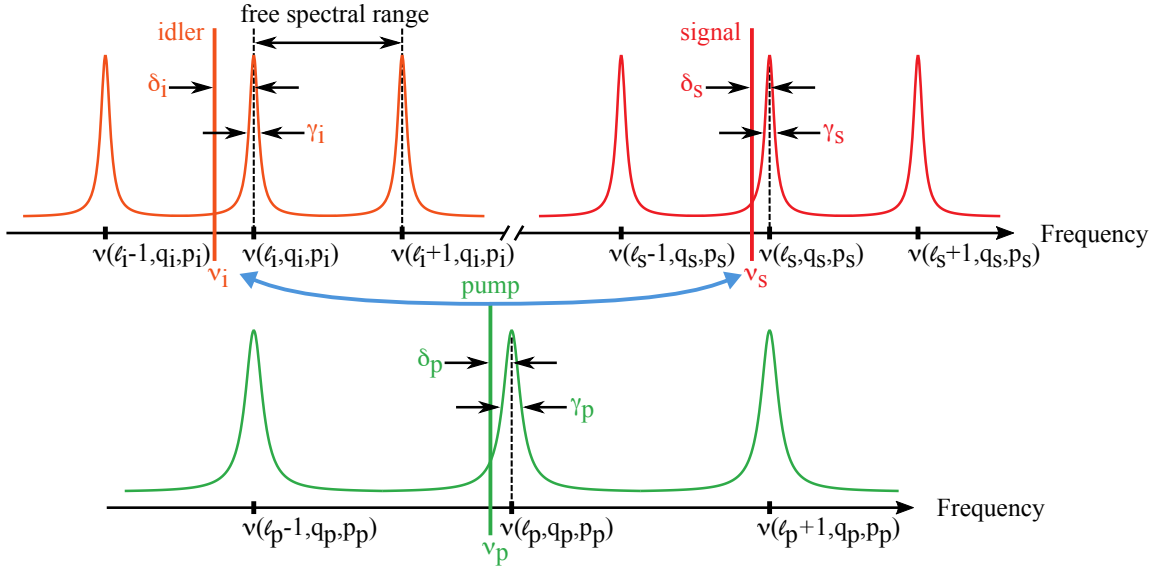 free spectral range
idler
signal
δi
δs
γi
γs
ν(ℓi-1,qi,pi)
ν(ℓi,qi,pi)
ν(ℓi+1,qi,pi)
ν(ℓs-1,qs,ps)
ν(ℓs,qs,ps)
ν(ℓs+1,qs,ps)
Frequency
νi
νs
pump
δp
γp
ν(ℓp-1,qp,pp)
ν(ℓp,qp,pp)
ν(ℓp+1,qp,pp)
Frequency
νp